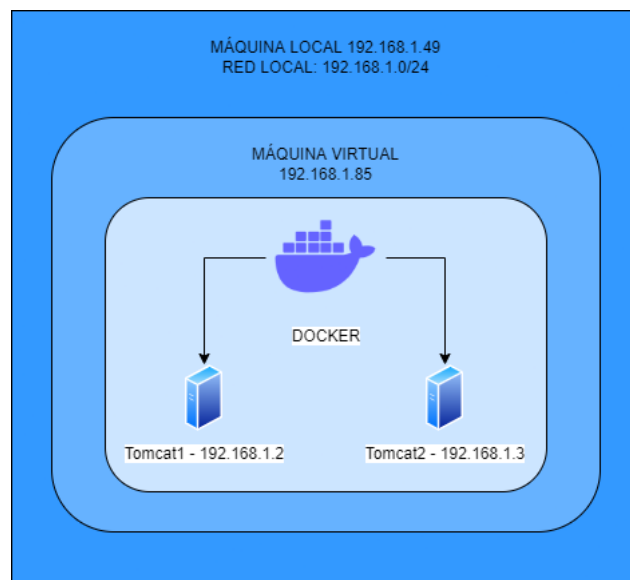 MÁQUINA LOCAL 192.168.1.49
RED LOCAL: 192.168.1.0/24
MÁQUINA VIRTUAL
192.168.1.85
DOCKER
Tomcat1 - 192.168.1.2
Tomcat2 - 192.168.1.3